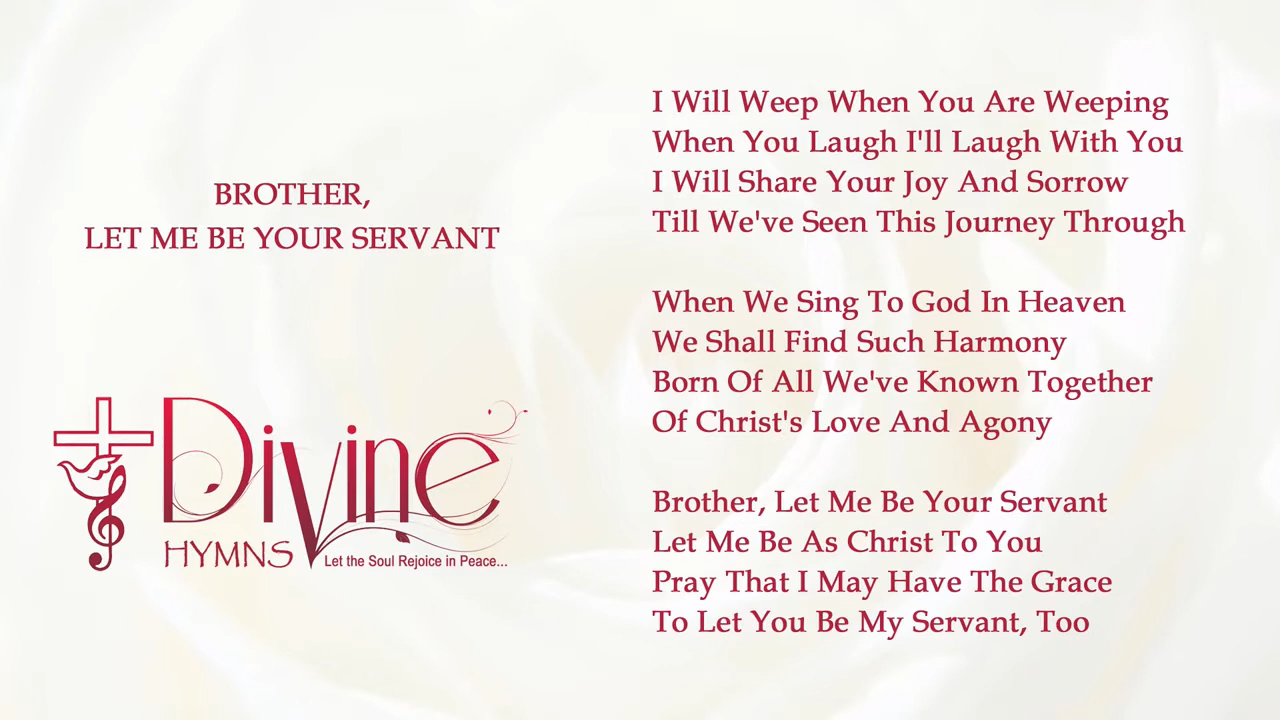 BROTHER,
LET ME BE YOUR SERVANT
Divine
HYMNS
Let the Soul Rejoice in Peace...
I Will Weep When You Are Weeping
When You Laugh I'll Laugh With You
I Will Share Your Joy And Sorrow
Till We've Seen This Journey Through
When We Sing To God In Heaven
We Shall Find Such Harmony
Born Of All We've Known Together
Of Christ's Love And Agony
Brother, Let Me Be Your Servant
Let Me Be As Christ To You
Pray That I May Have The Grace
To Let You Be My Servant, Too